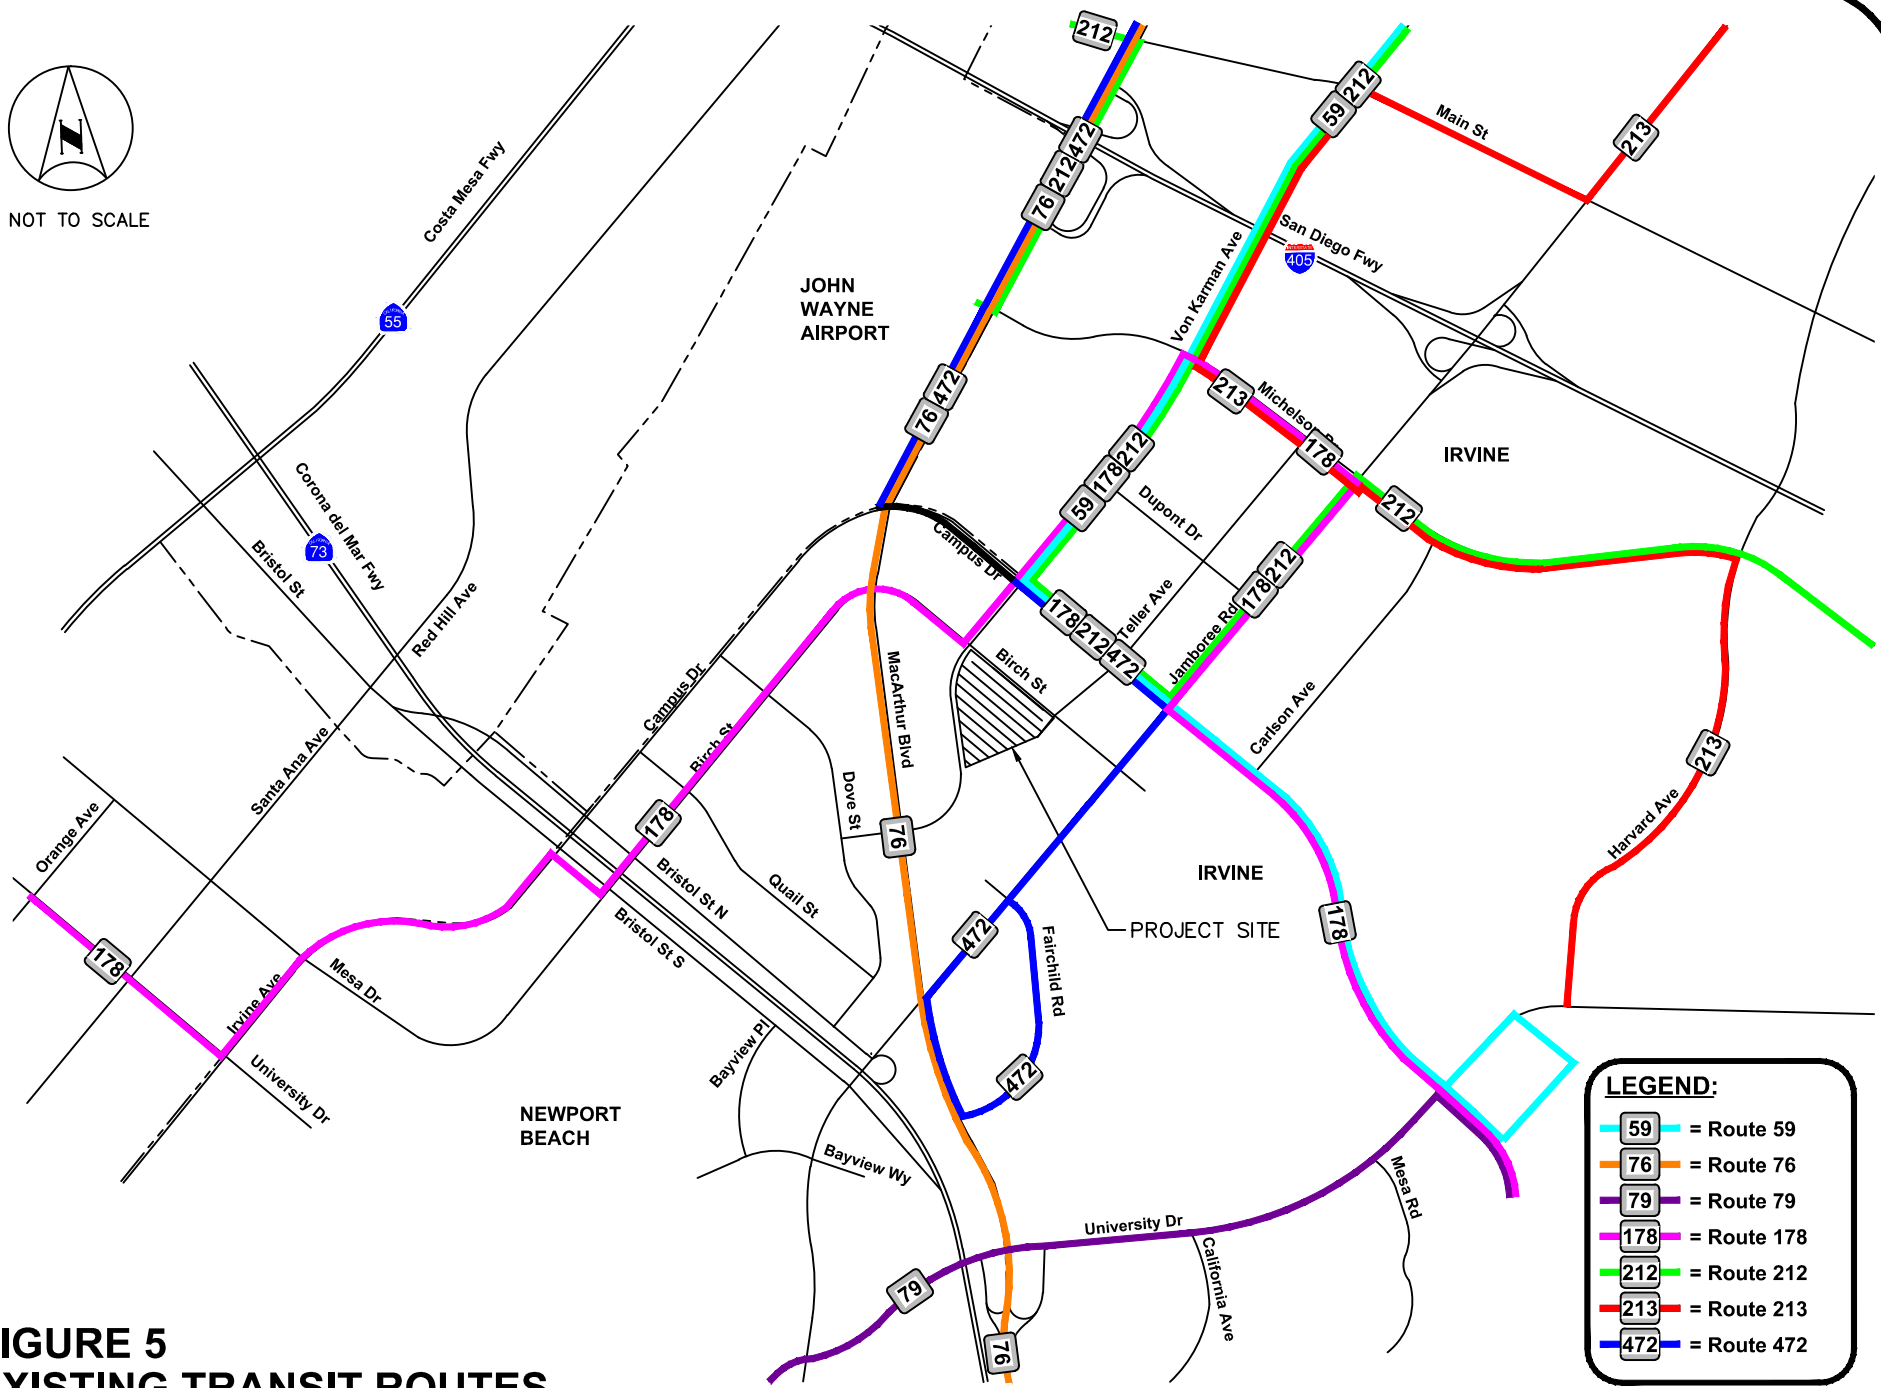 212
472
212
76
212
59
Main St
213
N
NOT TO SCALE
Costa Mesa Fwy
55
JOHN
WAYNE
AIRPORT
Von Karman Ave
San Diego Fwy
INTERSTATE
405
472
76
213
Michelson Dr
178
212
IRVINE
212
178
59
Dupont Dr
Corona del Mar Fwy
73
Bristol St
Red Hill Ave
Campus Dr
178
212
472
Teller Ave
212
178
Jamboree Rd
Birch St
MacArthur Blvd
Campus Dr
Birch St
Carlson Ave
213
Santa Ana Ave
Orange Ave
178
Dove St
76
Harvard Ave
Bristol St N
Quail St
IRVINE
PROJECT SITE
Bristol St S
472
Fairchild Rd
178
178
Mesa Dr
Irvine Ave
University Dr
Bayview Pl
472
NEWPORT
BEACH
Bayview Wy
University Dr
Mesa Rd
California Ave
79
76
LEGEND:
59 = Route 59
76 = Route 76
79 = Route 79
178 = Route 178
212 = Route 212
213 = Route 213
472 = Route 472
IGURE 5
XISTING TRANSIT ROUTES